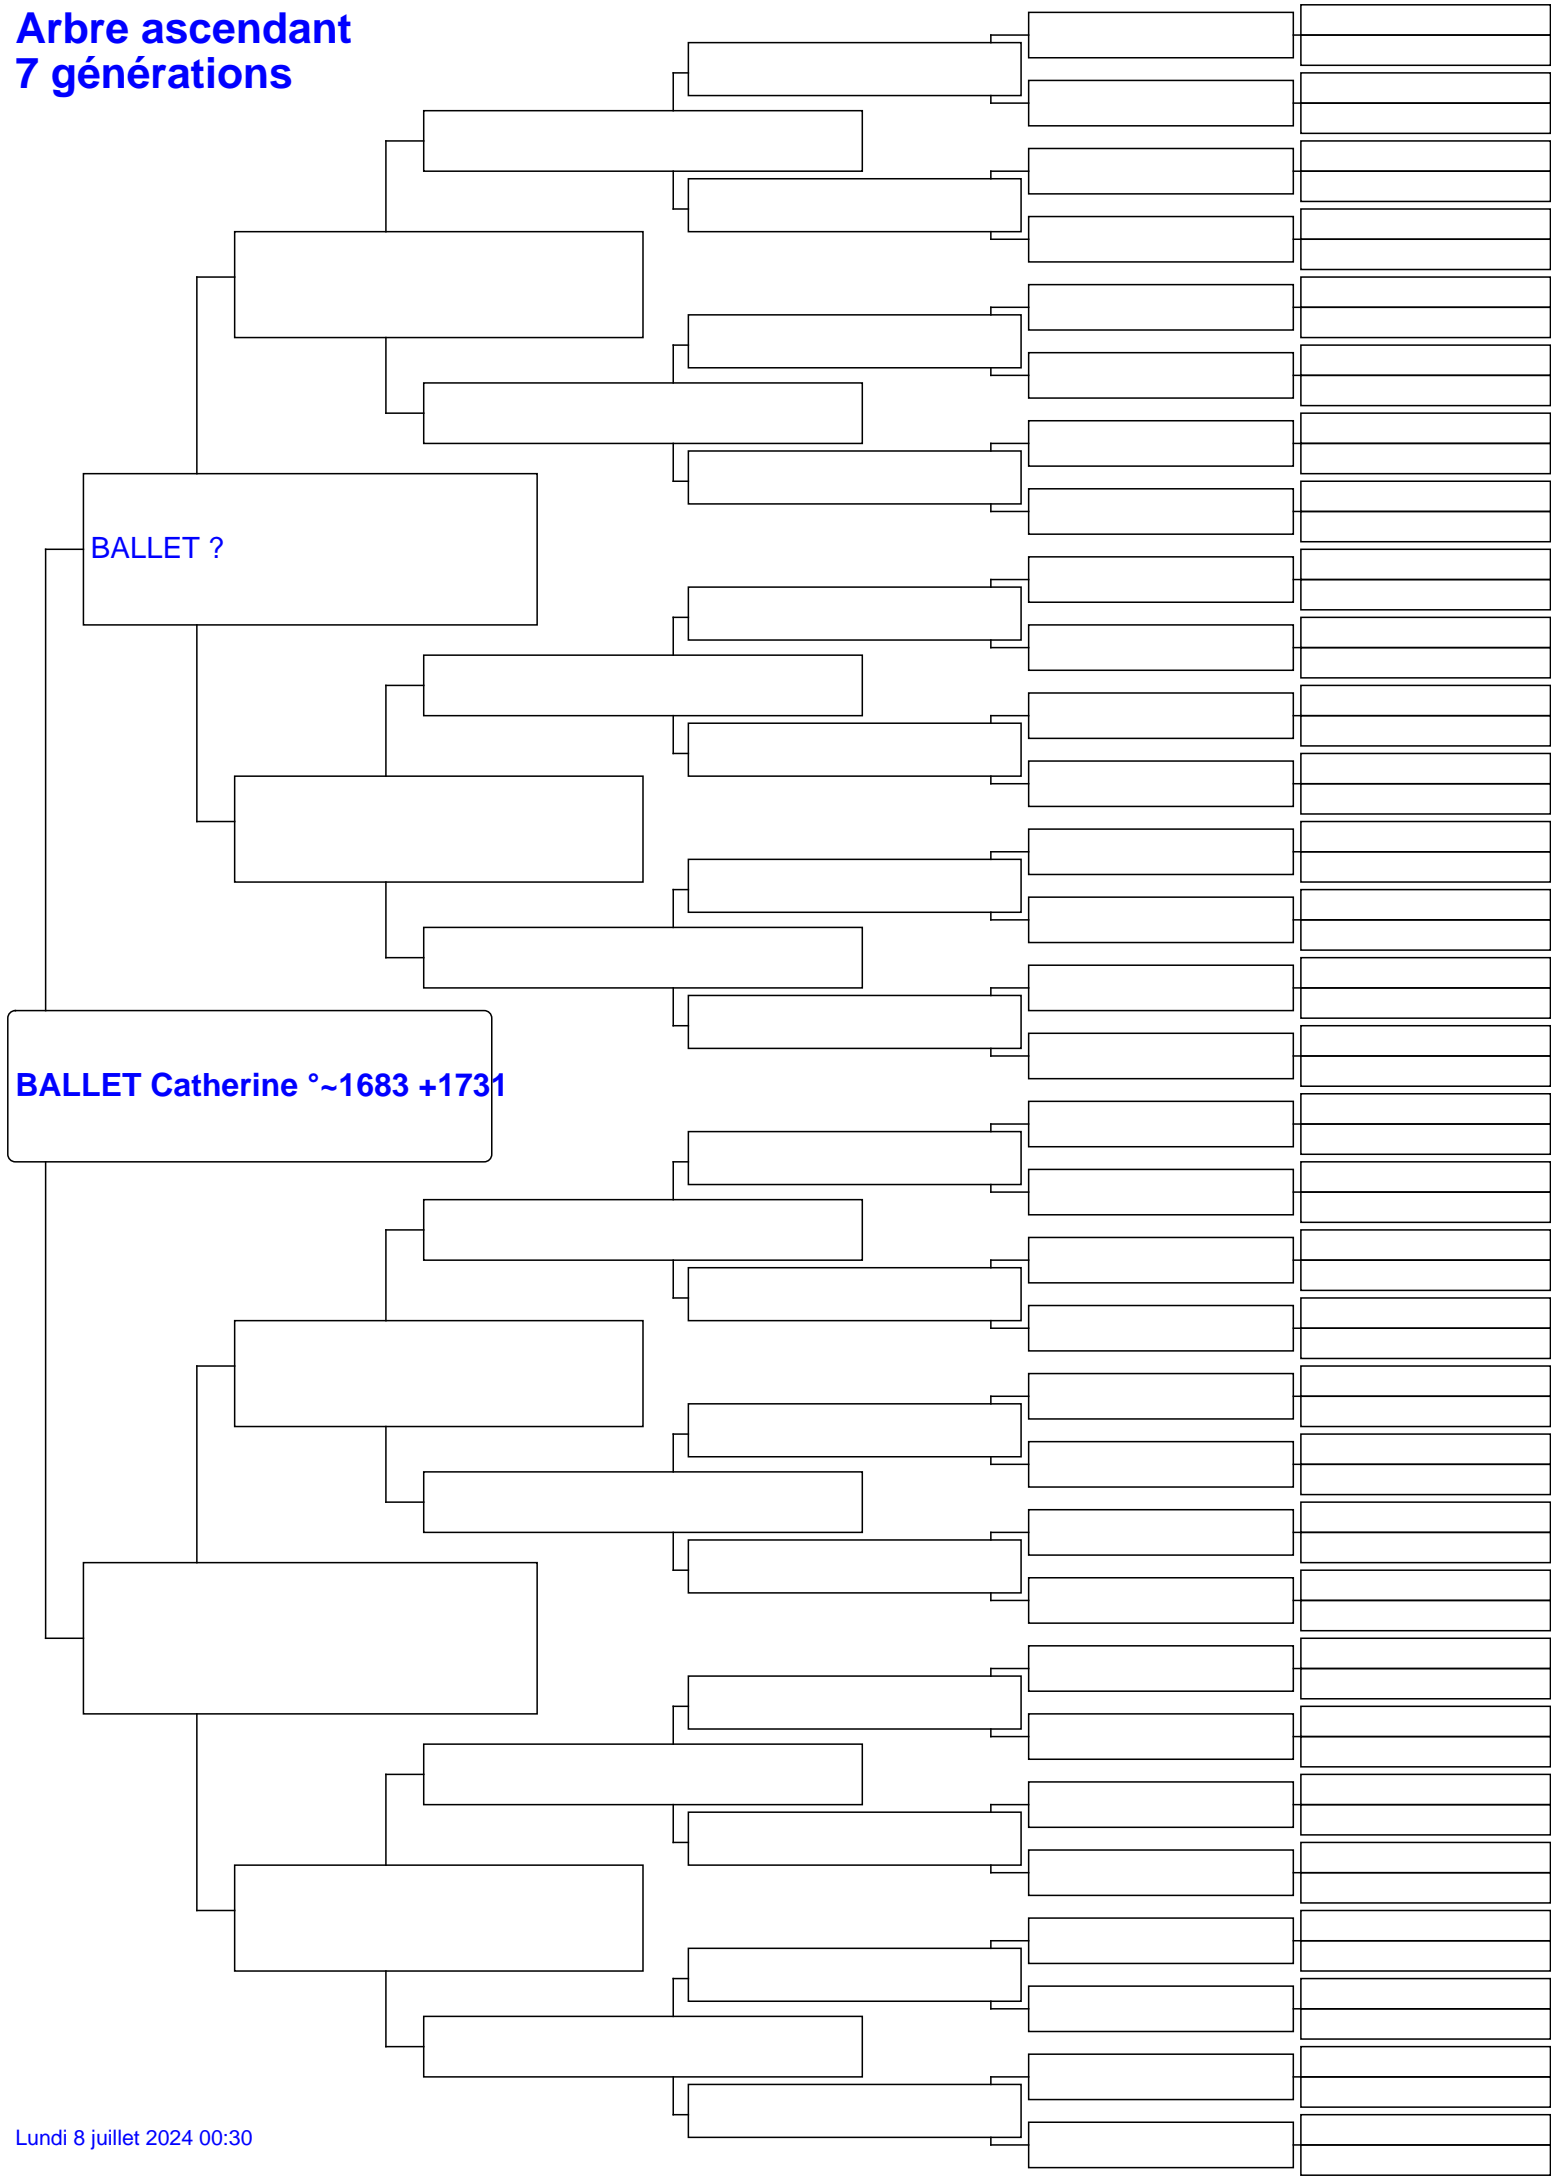 Arbre ascendant
7 générations
BALLET ?
BALLET Catherine °~1683 +1731
Lundi 8 juillet 2024 00:30